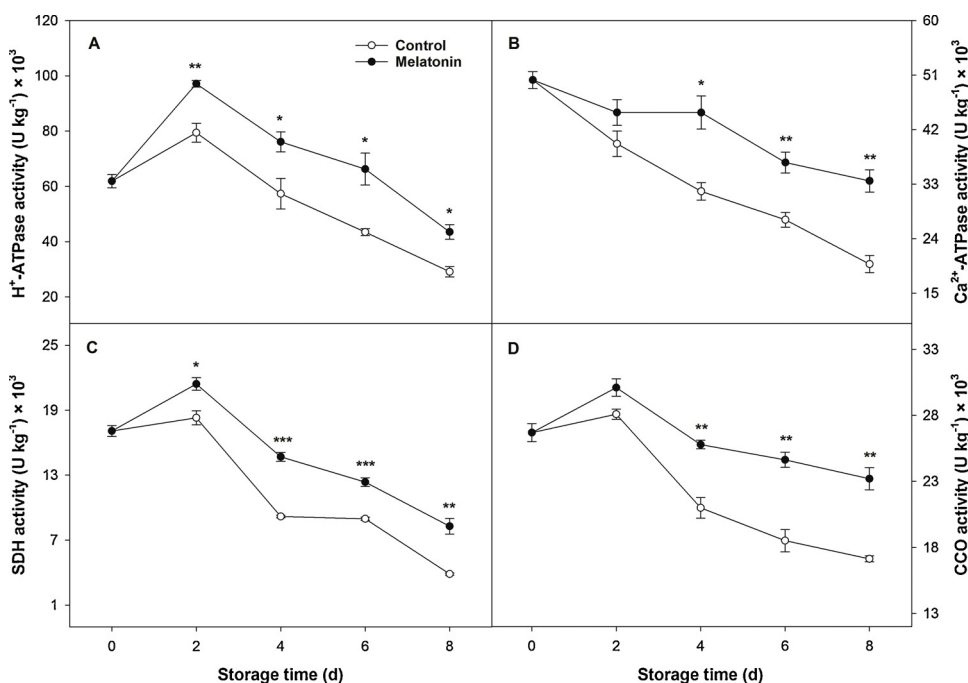 A
Control
Melatonin
H⁺-ATPase activity (U kg⁻¹) × 10³
120
100
80
60
40
20
**
*
*
*
B
Ca²⁺-ATPase activity (U kg⁻¹) × 10³
60
51
42
33
24
15
*
**
**
C
SDH activity (U kg⁻¹) × 10³
25
19
13
7
1
*
***
***
**
0 2 4 6 8
Storage time (d)
D
CCO activity (U kg⁻¹) × 10³
33
28
23
18
13
**
**
**
0 2 4 6 8
Storage time (d)